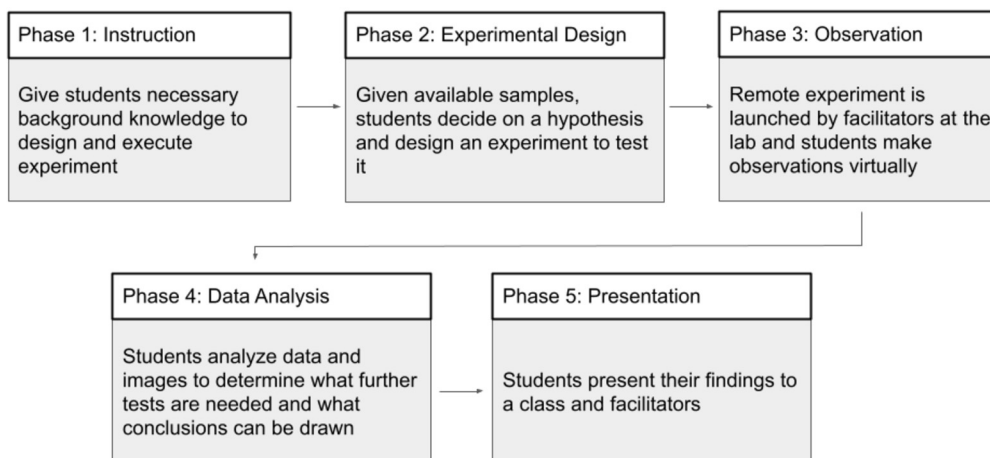 Phase 1: Instruction
Give students necessary
background knowledge to
design and execute
experiment
Phase 2: Experimental Design
Given available samples,
students decide on a hypothesis
and design an experiment to test
it
Phase 3: Observation
Remote experiment is
launched by facilitators at the
lab and students make
observations virtually
Phase 4: Data Analysis
Students analyze data and
images to determine what further
tests are needed and what
conclusions can be drawn
Phase 5: Presentation
Students present their findings to
a class and facilitators